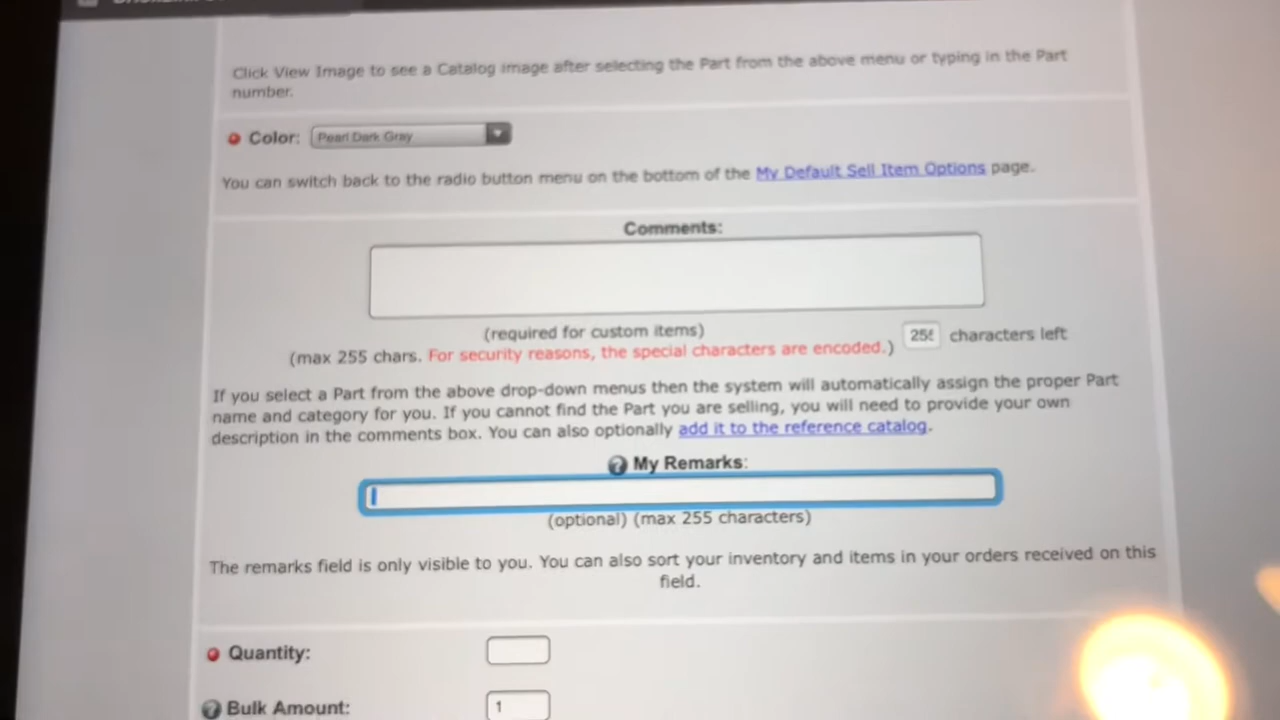 Click View Image to see a Catalog image after selecting the Part from the above menu or typing in the Part
number.
Color: Pearl Dark Gray
You can switch back to the radio button menu on the bottom of the My Default Sell Item Options page.
Comments:
(required for custom items)
255 characters left
(max 255 chars. For security reasons, the special characters are encoded.)
If you select a Part from the above drop-down menus then the system will automatically assign the proper Part
name and category for you. If you cannot find the Part you are selling, you will need to provide your own
description in the comments box. You can also optionally add it to the reference catalog.
? My Remarks:
(optional) (max 255 characters)
The remarks field is only visible to you. You can also sort your inventory and items in your orders received on this
field.
Quantity:
? Bulk Amount: 1